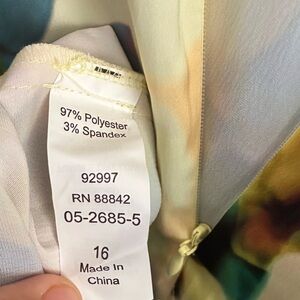 97% Polyester
3% Spandex
92997
RN 88842
05-2685-5
16
Made in
China